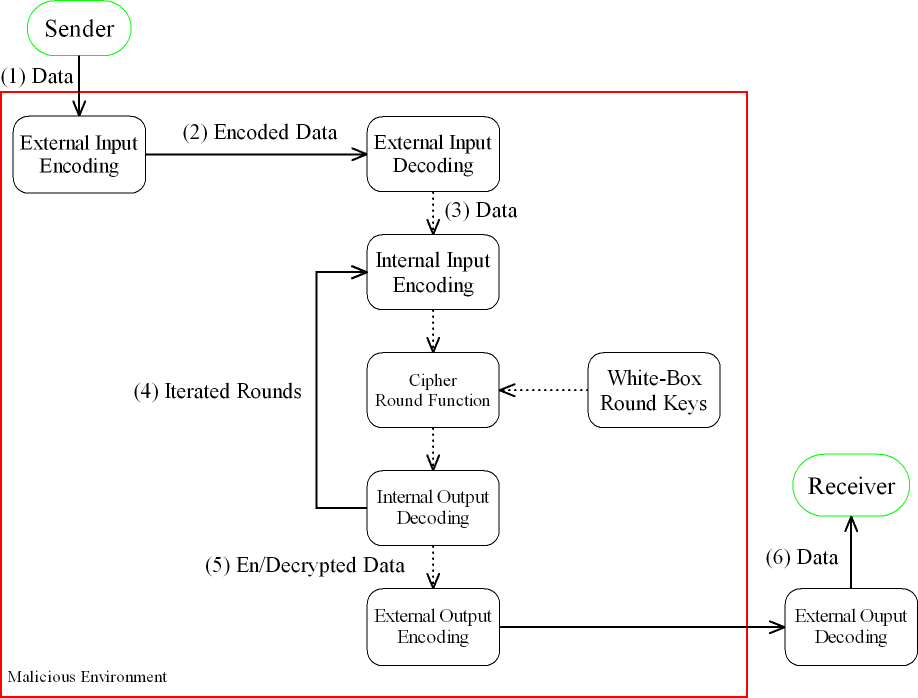 Sender
(1) Data
External Input
Encoding
(2) Encoded Data
External Input
Decoding
(3) Data
Internal Input
Encoding
(4) Iterated Rounds
Cipher
Round Function
White-Box
Round Keys
Internal Output
Decoding
(5) En/Decrypted Data
External Output
Encoding
Receiver
(6) Data
External Ouput
Decoding
Malicious Environment